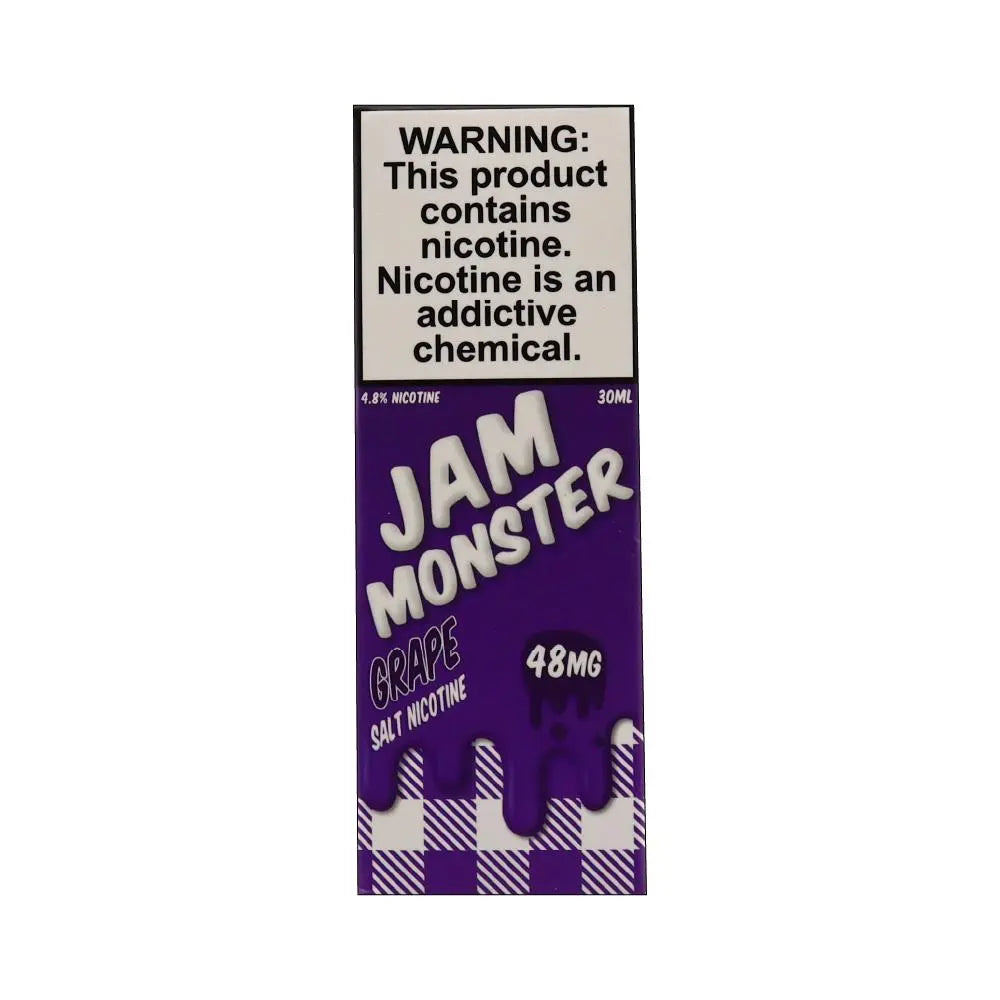 WARNING:
This product
contains
nicotine.
Nicotine is an
addictive
chemical.
4.8% NICOTINE 30ML
JAM
MONSTER
GRAPE
SALT NICOTINE
48MG